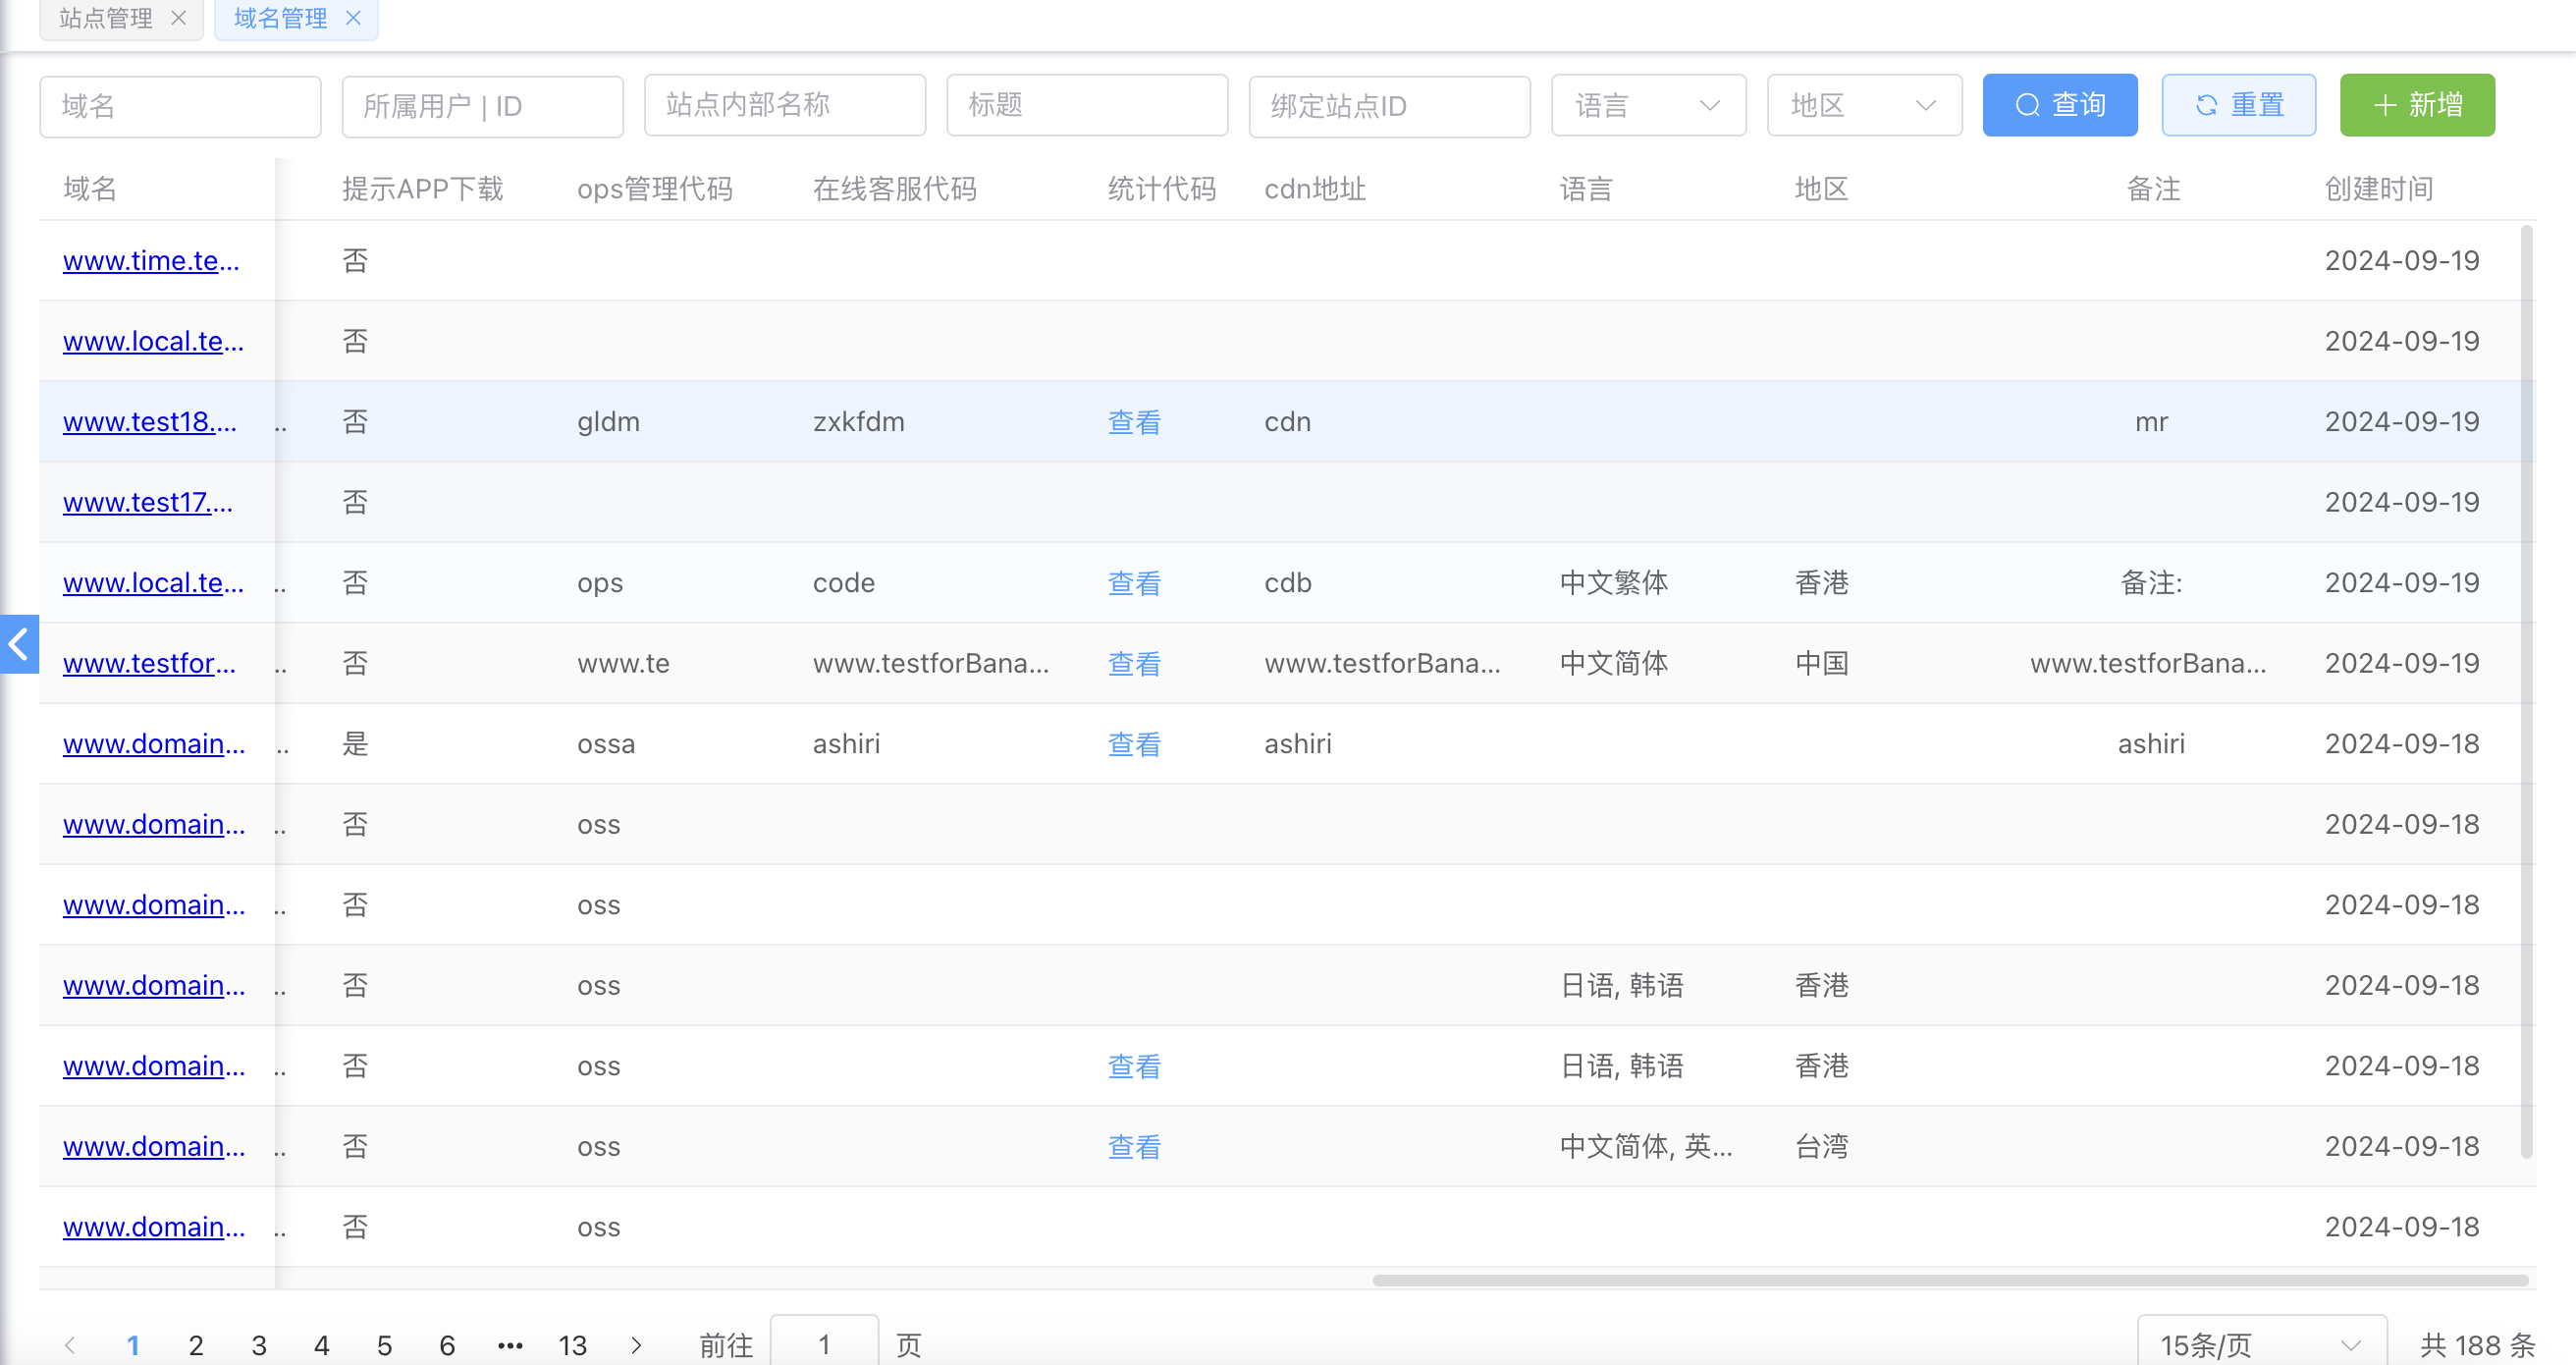 站点管理 域名管理
域名 所属用户 | ID 站点内部名称 标题 绑定站点ID 语言 地区 查询 重置 新增
域名 提示APP下载 ops管理代码 在线客服代码 统计代码 cdn地址 语言 地区 备注 创建时间
www.time.te... 否 2024-09-19
www.local.te... 否 2024-09-19
www.test18.... .. 否 gldm zxkfdm 查看 cdn mr 2024-09-19
www.test17.... 否 2024-09-19
www.local.te... .. 否 ops code 查看 cdb 中文繁体 香港 备注: 2024-09-19
www.testfor... .. 否 www.te www.testforBana... 查看 www.testforBana... 中文简体 中国 www.testforBana... 2024-09-19
www.domain... .. 是 ossa ashiri 查看 ashiri ashiri 2024-09-18
www.domain... .. 否 oss 2024-09-18
www.domain... .. 否 oss 2024-09-18
www.domain... .. 否 oss 日语, 韩语 香港 2024-09-18
www.domain... .. 否 oss 查看 日语, 韩语 香港 2024-09-18
www.domain... .. 否 oss 查看 中文简体, 英... 台湾 2024-09-18
www.domain... .. 否 oss 2024-09-18
1 2 3 4 5 6 ••• 13 前往 1 页 15条/页 共 188 条